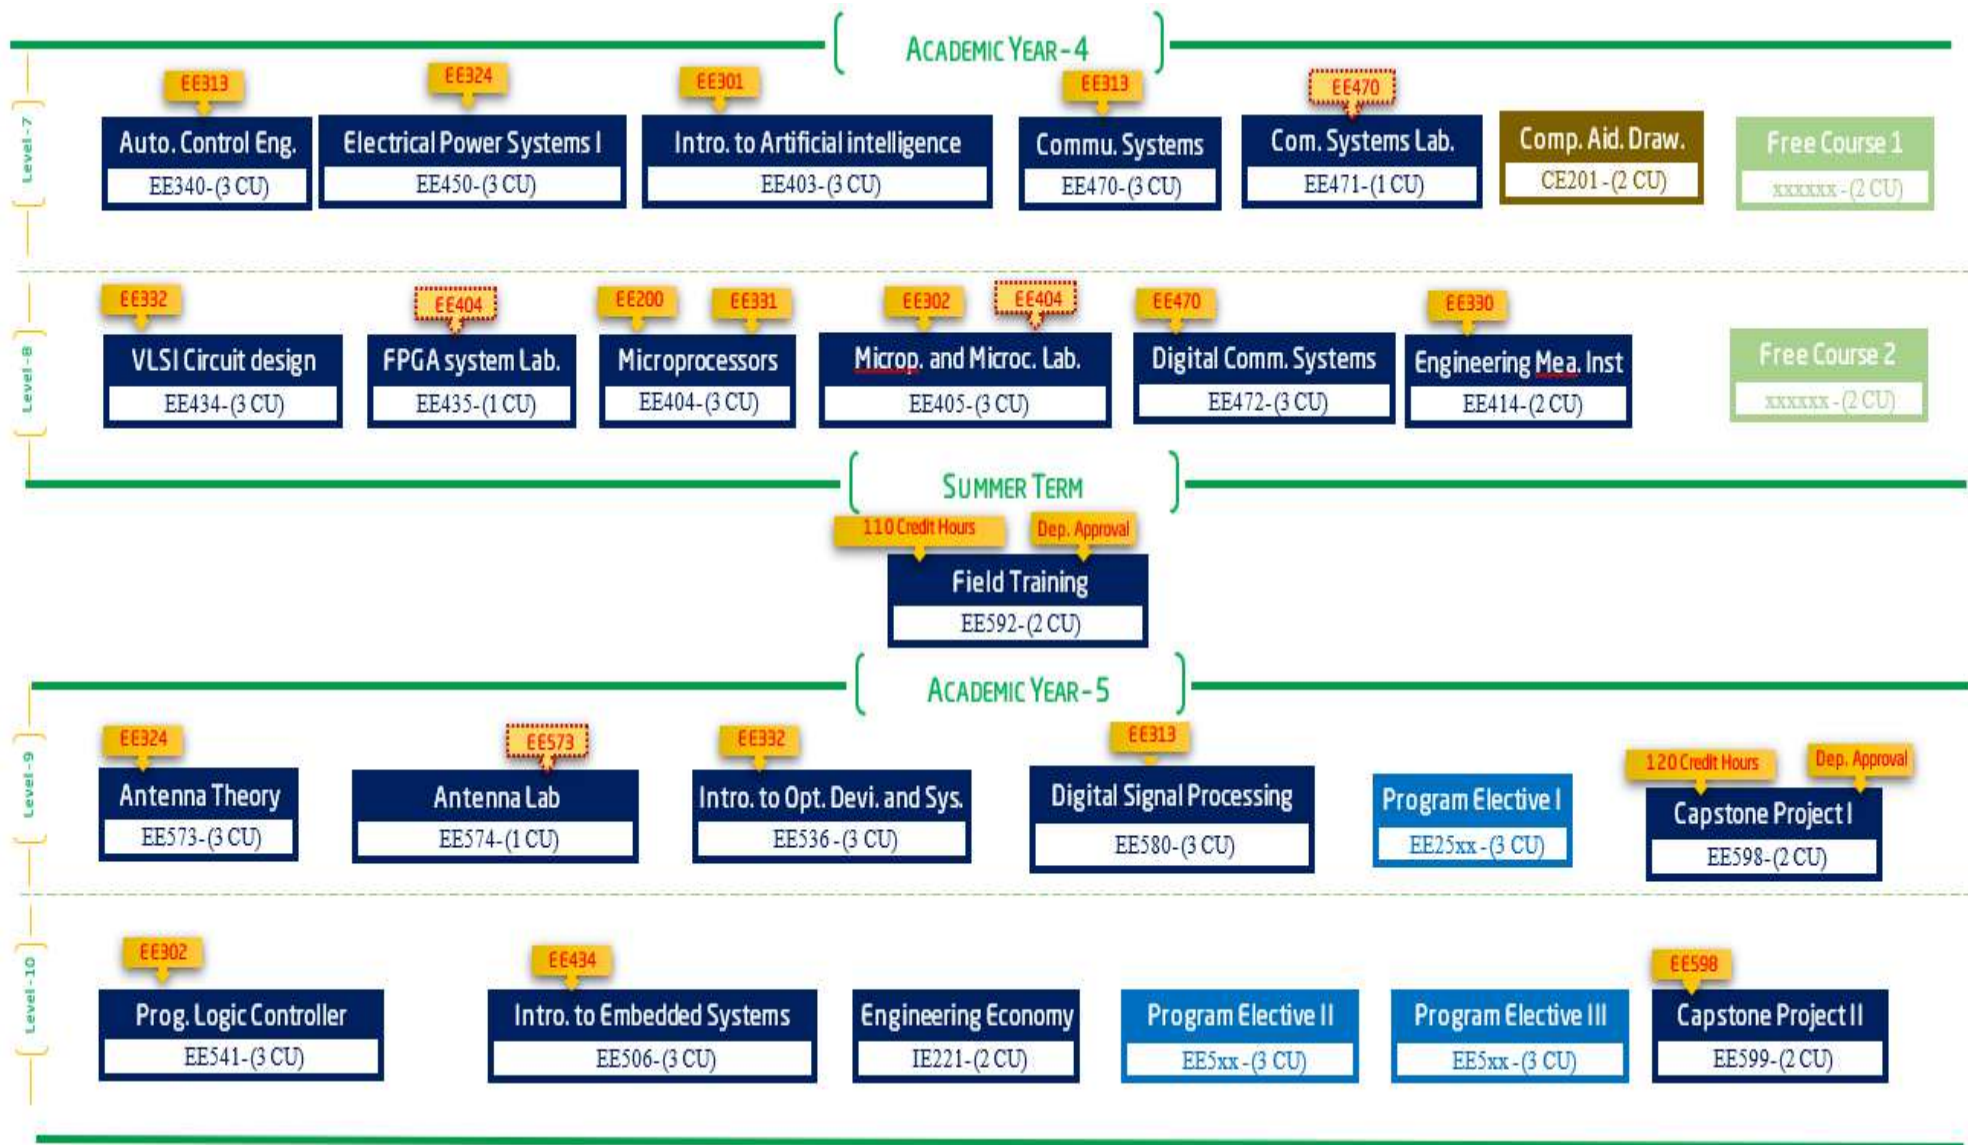 ACADEMIC YEAR-4
Level-7
EE313
EE324
EE301
EE313
EE470
Auto. Control Eng.
EE340-(3 CU)
Electrical Power Systems I
EE450-(3 CU)
Intro. to Artificial intelligence
EE403-(3 CU)
Commu. Systems
EE470-(3 CU)
Com. Systems Lab.
EE471-(1 CU)
Comp. Aid. Draw.
CE201-(2 CU)
Free Course 1
xxxxxx-(2 CU)
Level-8
EE332
EE404
EE200
EE331
EE302
EE404
EE470
EE330
VLSI Circuit design
EE434-(3 CU)
FPGA system Lab.
EE435-(1 CU)
Microprocessors
EE404-(3 CU)
Microp. and Microc. Lab.
EE405-(3 CU)
Digital Comm. Systems
EE472-(3 CU)
Engineering Mea. Inst
EE414-(2 CU)
Free Course 2
xxxxxx-(2 CU)
SUMMER TERM
110 Credit Hours
Dep. Approval
Field Training
EE592-(2 CU)
ACADEMIC YEAR-5
Level-9
EE324
EE573
EE332
EE313
120 Credit Hours
Dep. Approval
Antenna Theory
EE573-(3 CU)
Antenna Lab
EE574-(1 CU)
Intro. to Opt. Devi. and Sys.
EE536-(3 CU)
Digital Signal Processing
EE580-(3 CU)
Program Elective I
EE25xx-(3 CU)
Capstone Project I
EE598-(2 CU)
Level-10
EE302
EE434
EE598
Prog. Logic Controller
EE541-(3 CU)
Intro. to Embedded Systems
EE506-(3 CU)
Engineering Economy
IE221-(2 CU)
Program Elective II
EE5xx-(3 CU)
Program Elective III
EE5xx-(3 CU)
Capstone Project II
EE599-(2 CU)